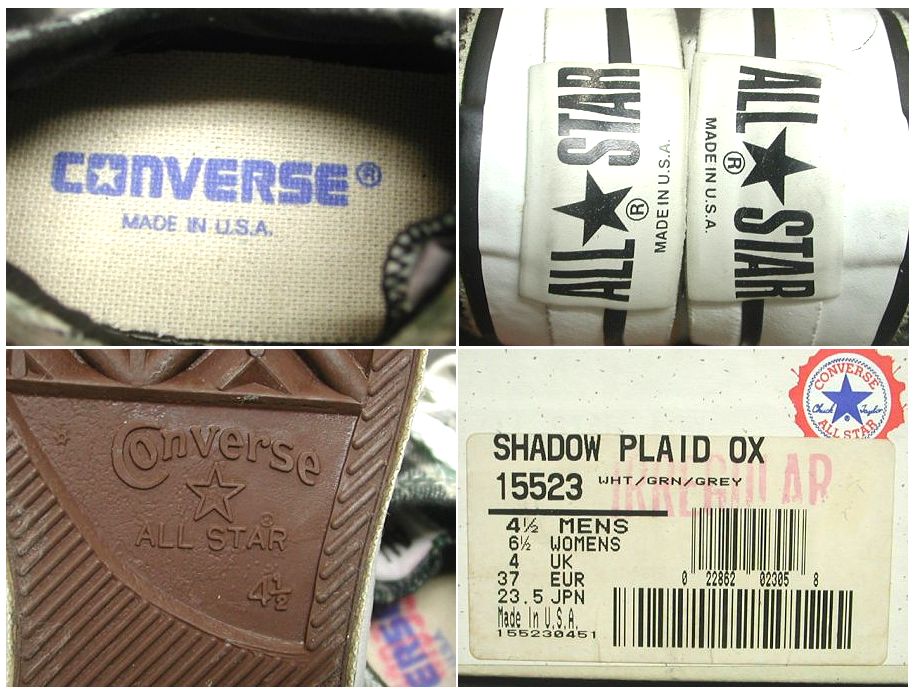 CONVERSE®
MADE IN U.S.A.
ALL★STAR®
MADE IN U.S.A.
ALL★STAR®
MADE IN U.S.A.
Converse
ALL STAR®
4½
CONVERSE
Chuck Taylor
ALL STAR
SHADOW PLAID OX
15523 WHT/GRN/GREY
IRREGULAR
4½ MENS
6½ WOMENS
4 UK
37 EUR
23.5 JPN
Made In U.S.A.
155230451
0 22862 02305 8